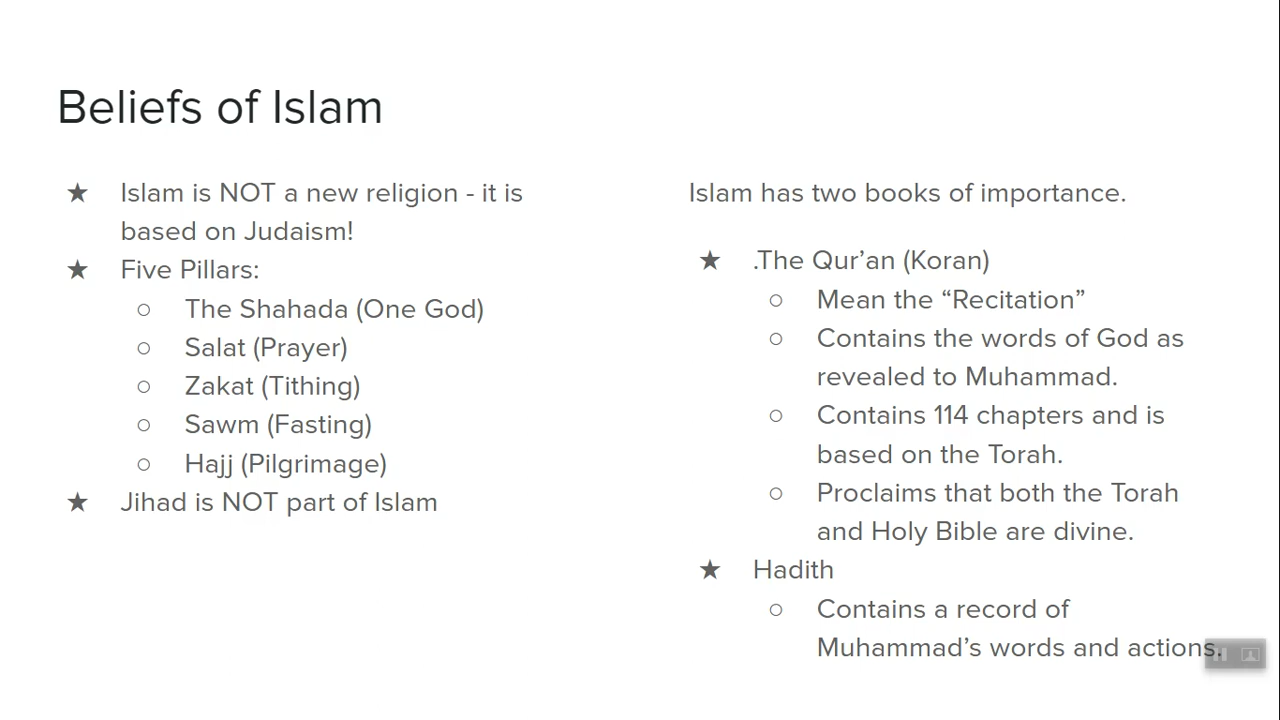 Beliefs of Islam
★ Islam is NOT a new religion - it is
based on Judaism!
★ Five Pillars:
○ The Shahada (One God)
○ Salat (Prayer)
○ Zakat (Tithing)
○ Sawm (Fasting)
○ Hajj (Pilgrimage)
★ Jihad is NOT part of Islam
Islam has two books of importance.
★ .The Qur’an (Koran)
○ Mean the “Recitation”
○ Contains the words of God as
revealed to Muhammad.
○ Contains 114 chapters and is
based on the Torah.
○ Proclaims that both the Torah
and Holy Bible are divine.
★ Hadith
○ Contains a record of
Muhammad’s words and actions.